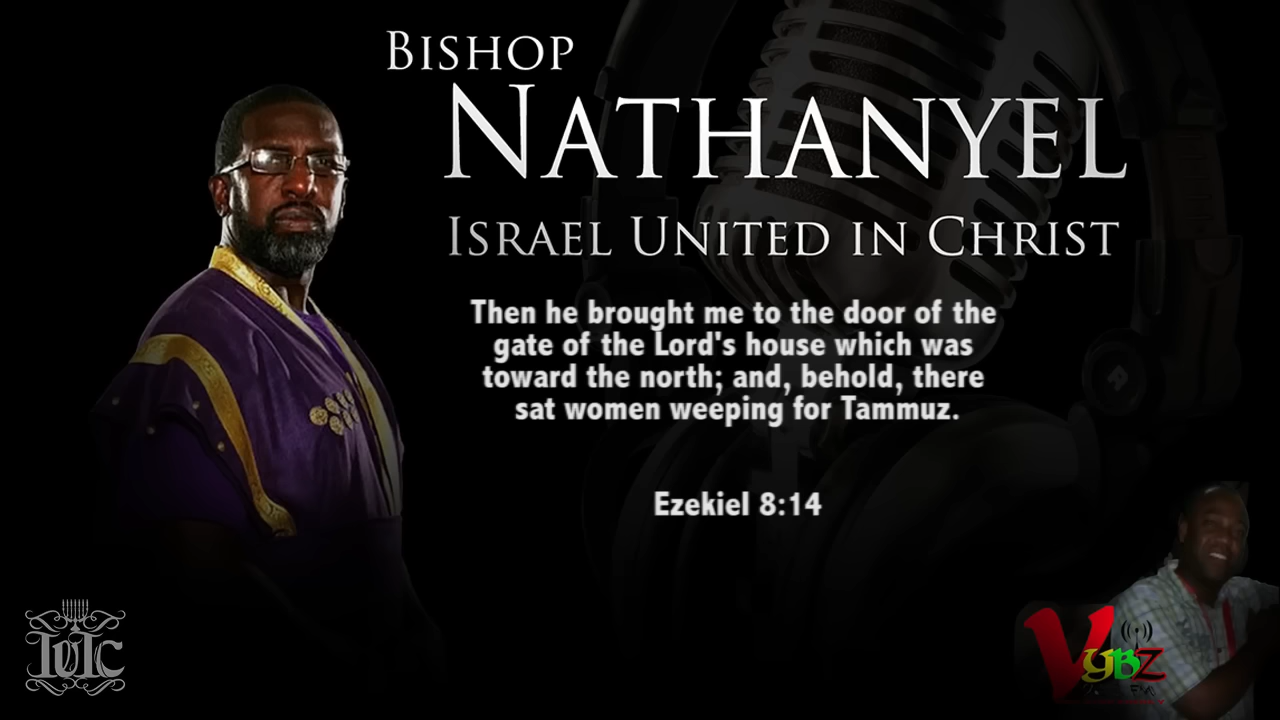 BISHOP
NATHANYEL
ISRAEL UNITED IN CHRIST
Then he brought me to the door of the
gate of the Lord's house which was
toward the north; and, behold, there
sat women weeping for Tammuz.
Ezekiel 8:14
IUIC
VYBZ
FM